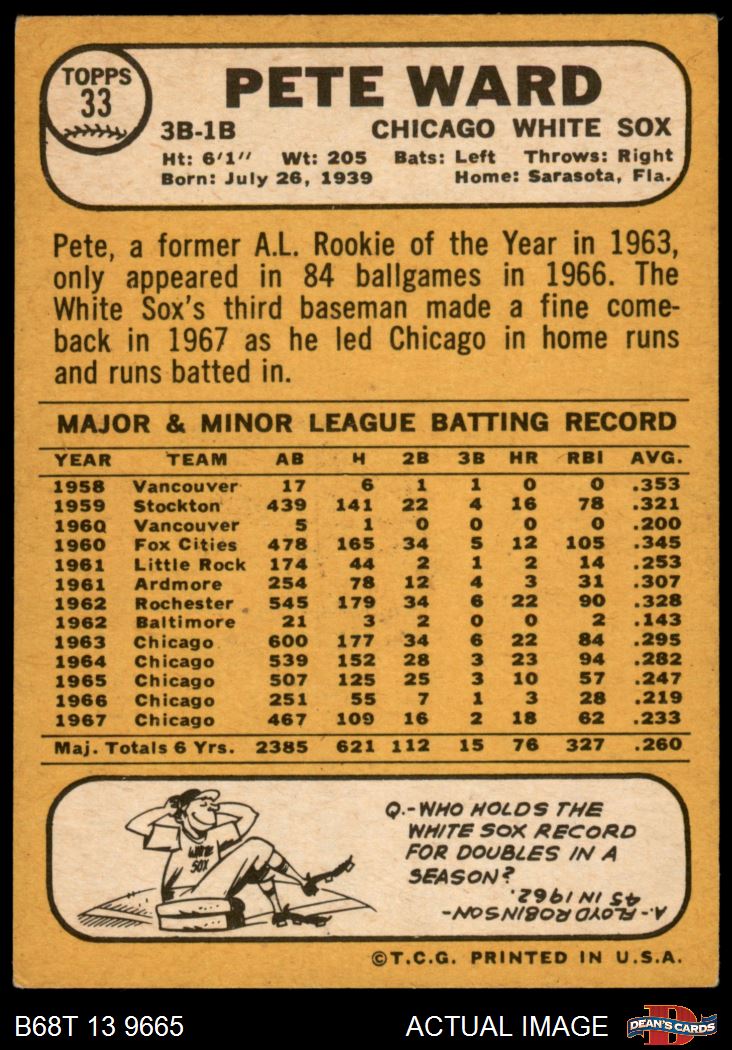 TOPPS
33
PETE WARD
3B-1B CHICAGO WHITE SOX
Ht: 6'1" Wt: 205 Bats: Left Throws: Right
Born: July 26, 1939 Home: Sarasota, Fla.
Pete, a former A.L. Rookie of the Year in 1963,
only appeared in 84 ballgames in 1966. The
White Sox's third baseman made a fine come-
back in 1967 as he led Chicago in home runs
and runs batted in.
MAJOR & MINOR LEAGUE BATTING RECORD
YEAR TEAM AB H 2B 3B HR RBI AVG.
1958 Vancouver 17 6 1 1 0 0 .353
1959 Stockton 439 141 22 4 16 78 .321
1960 Vancouver 5 1 0 0 0 0 .200
1960 Fox Cities 478 165 34 5 12 105 .345
1961 Little Rock 174 44 2 1 2 14 .253
1961 Ardmore 254 78 12 4 3 31 .307
1962 Rochester 545 179 34 6 22 90 .328
1962 Baltimore 21 3 2 0 0 2 .143
1963 Chicago 600 177 34 6 22 84 .295
1964 Chicago 539 152 28 3 23 94 .282
1965 Chicago 507 125 25 3 10 57 .247
1966 Chicago 251 55 7 1 3 28 .219
1967 Chicago 467 109 16 2 18 62 .233
Maj. Totals 6 Yrs. 2385 621 112 15 76 327 .260
WHITE
SOX
Q.-WHO HOLDS THE
WHITE SOX RECORD
FOR DOUBLES IN A
SEASON?
A.-FLOYD ROBINSON-
45 IN 1962.
©T.C.G. PRINTED IN U.S.A.
B68T 13 9665 ACTUAL IMAGE
D
DEAN'S CARDS